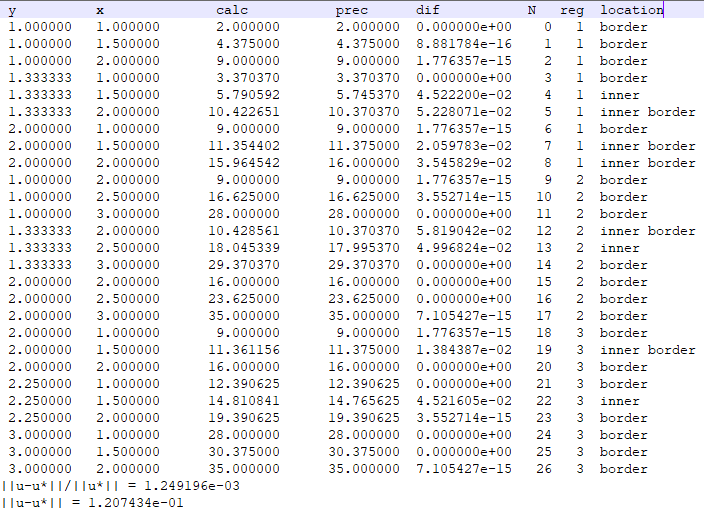 y x calc prec dif N reg location
1.000000 1.000000 2.000000 2.000000 0.000000e+00 0 1 border
1.000000 1.500000 4.375000 4.375000 8.881784e-16 1 1 border
1.000000 2.000000 9.000000 9.000000 1.776357e-15 2 1 border
1.333333 1.000000 3.370370 3.370370 0.000000e+00 3 1 border
1.333333 1.500000 5.790592 5.745370 4.522200e-02 4 1 inner
1.333333 2.000000 10.422651 10.370370 5.228071e-02 5 1 inner border
2.000000 1.500000 9.000000 9.000000 1.776357e-15 6 1 border
2.000000 2.000000 11.354402 11.375000 2.059783e-02 7 1 inner border
2.000000 2.000000 15.964542 16.000000 3.545829e-02 8 1 inner border
1.000000 2.000000 9.000000 9.000000 1.776357e-15 9 2 border
1.000000 2.500000 16.625000 16.625000 3.552714e-15 10 2 border
1.000000 3.000000 28.000000 28.000000 0.000000e+00 11 2 border
1.333333 2.000000 10.428561 10.370370 5.819042e-02 12 2 inner border
1.333333 2.500000 18.045339 17.995370 4.996824e-02 13 2 inner
1.333333 3.000000 29.370370 29.370370 0.000000e+00 14 2 border
2.000000 2.000000 16.000000 16.000000 0.000000e+00 15 2 border
2.000000 2.500000 23.625000 23.625000 0.000000e+00 16 2 border
2.000000 3.000000 35.000000 35.000000 7.105427e-15 17 2 border
2.000000 1.000000 9.000000 9.000000 1.776357e-15 18 3 border
2.000000 1.500000 11.361156 11.375000 1.384387e-02 19 3 inner border
2.000000 2.000000 16.000000 16.000000 0.000000e+00 20 3 border
2.250000 1.000000 12.390625 12.390625 0.000000e+00 21 3 border
2.250000 1.500000 14.810841 14.765625 4.521605e-02 22 3 inner
2.250000 2.000000 19.390625 19.390625 3.552714e-15 23 3 border
3.000000 1.000000 28.000000 28.000000 0.000000e+00 24 3 border
3.000000 1.500000 30.375000 30.375000 0.000000e+00 25 3 border
3.000000 2.000000 35.000000 35.000000 7.105427e-15 26 3 border
||u-u*||/||u*|| = 1.249196e-03
||u-u*|| = 1.207434e-01